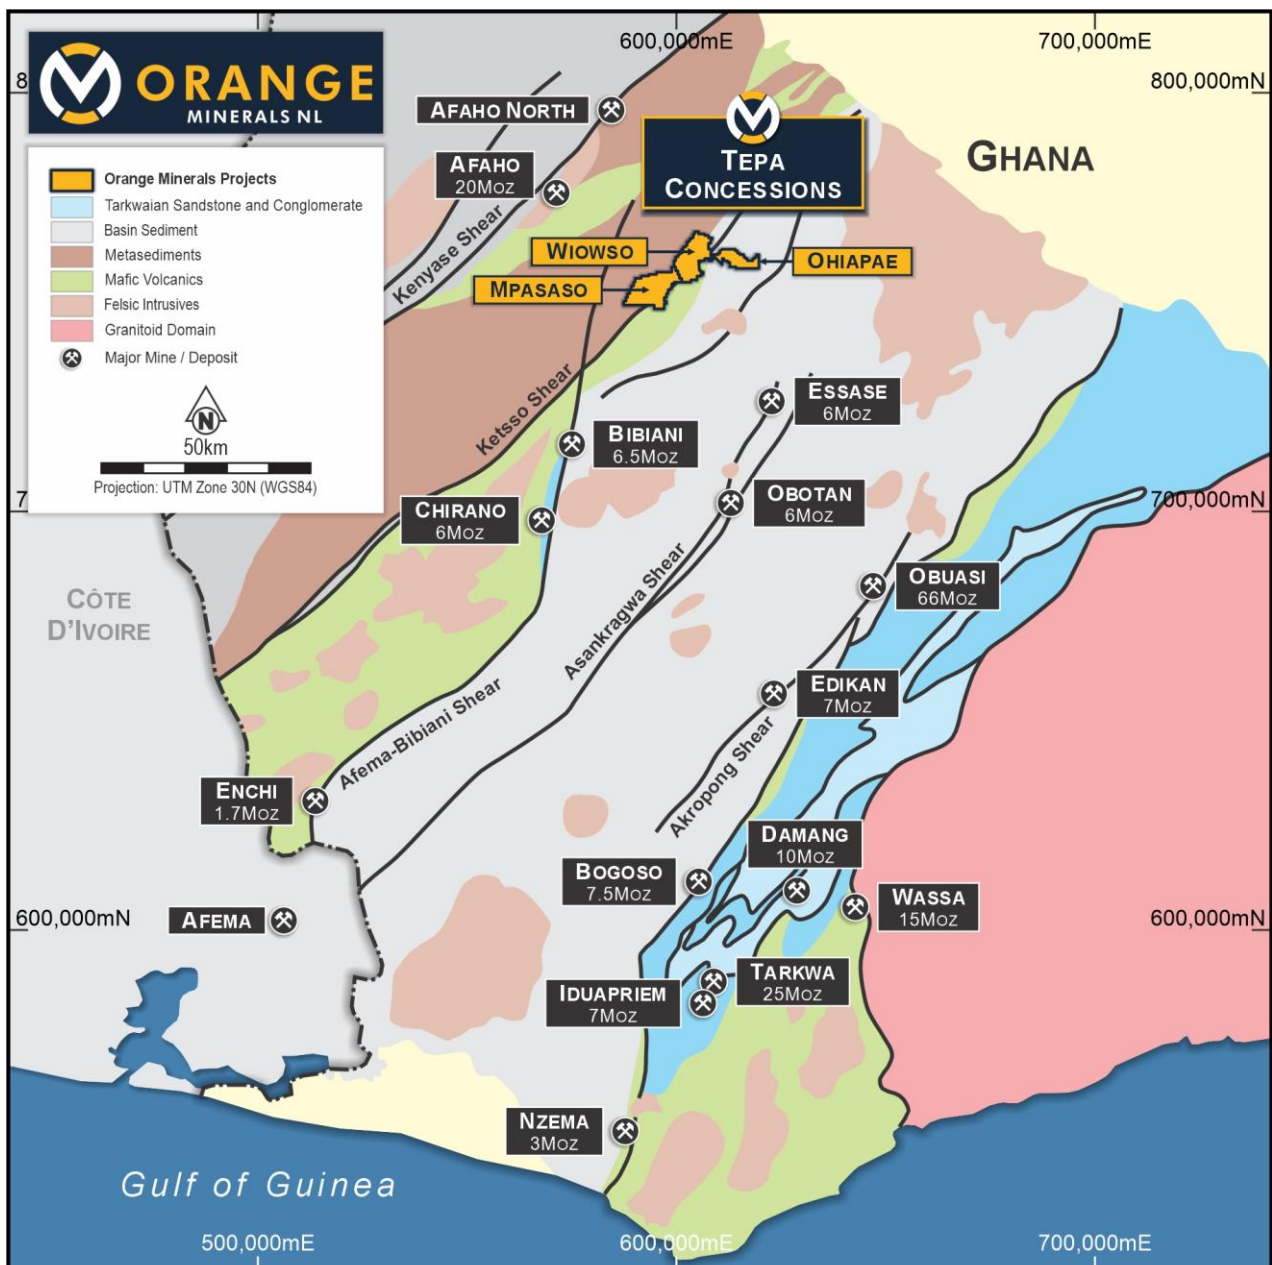 600,000mE
700,000mE
8
800,000mN
ORANGE
MINERALS NL
Orange Minerals Projects
Tarkwaian Sandstone and Conglomerate
Basin Sediment
Metasediments
Mafic Volcanics
Felsic Intrusives
Granitoid Domain
Major Mine / Deposit
N
50km
Projection: UTM Zone 30N (WGS84)
AFAHO NORTH
AFAHO
20MOZ
TEPA
CONCESSIONS
GHANA
Kenyase Shear
WIOWSO
OHIAPAE
MPASASO
Ketsso Shear
ESSASE
6MOZ
BIBIANI
6.5MOZ
7
CHIRANO
6MOZ
OBOTAN
6MOZ
700,000mN
CÔTE
D'IVOIRE
Asankragwa Shear
OBUASI
66MOZ
EDIKAN
7MOZ
Afema-Bibiani Shear
Akropong Shear
ENCHI
1.7MOZ
DAMANG
10MOZ
BOGOSO
7.5MOZ
WASSA
15MOZ
600,000mN
AFEMA
600,000mN
TARKWA
25MOZ
IDUAPRIEM
7MOZ
NZEMA
3MOZ
Gulf of Guinea
500,000mE
600,000mE
700,000mE